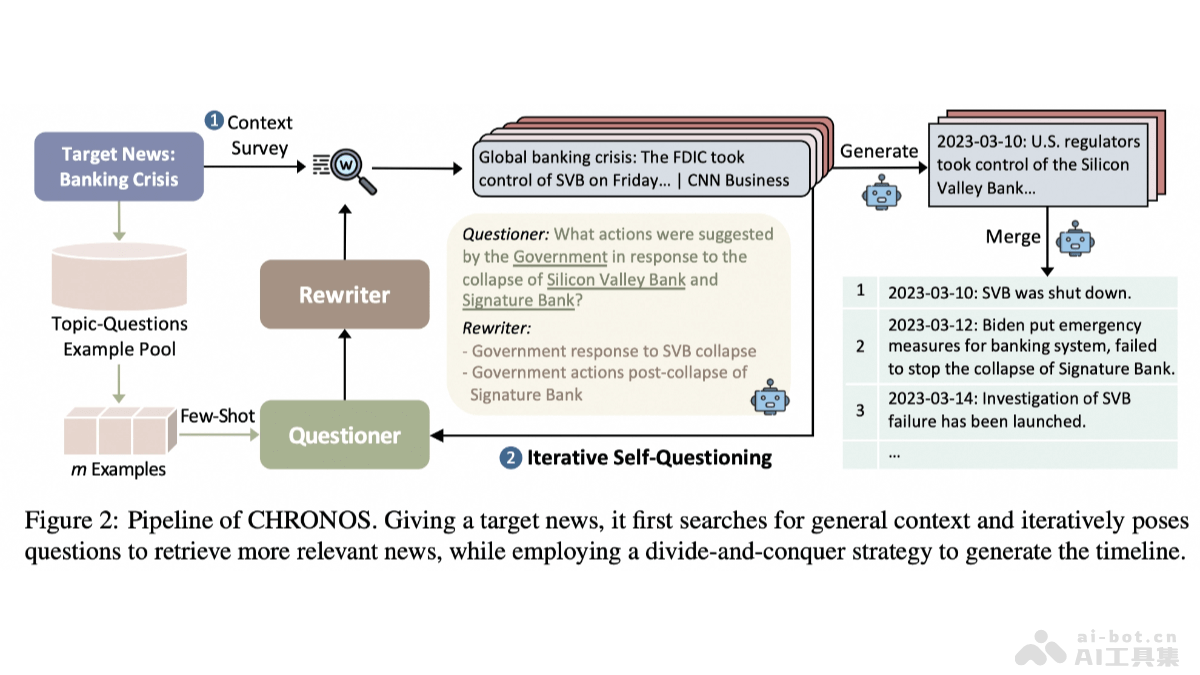 1 Context
Survey
Target News:
Banking Crisis
W
Global banking crisis: The FDIC took
control of SVB on Friday... | CNN Business
Generate
2023-03-10: U.S. regulators
took control of the Silicon
Valley Bank...
Merge
Topic-Questions
Example Pool
m Examples
Few-Shot
Rewriter
Questioner
Questioner: What actions were suggested
by the Government in response to the
collapse of Silicon Valley Bank and
Signature Bank?
Rewriter:
- Government response to SVB collapse
- Government actions post-collapse of
Signature Bank
2 Iterative Self-Questioning
1 2023-03-10: SVB was shut down.
2 2023-03-12: Biden put emergency
measures for banking system, failed
to stop the collapse of Signature Bank.
3 2023-03-14: Investigation of SVB
failure has been launched.
...
Figure 2: Pipeline of CHRONOS. Giving a target news, it first searches for general context and iteratively poses
questions to retrieve more relevant news, while employing a divide-and-conquer strategy to generate the timeline.
ai-bot.cn
AI工具集